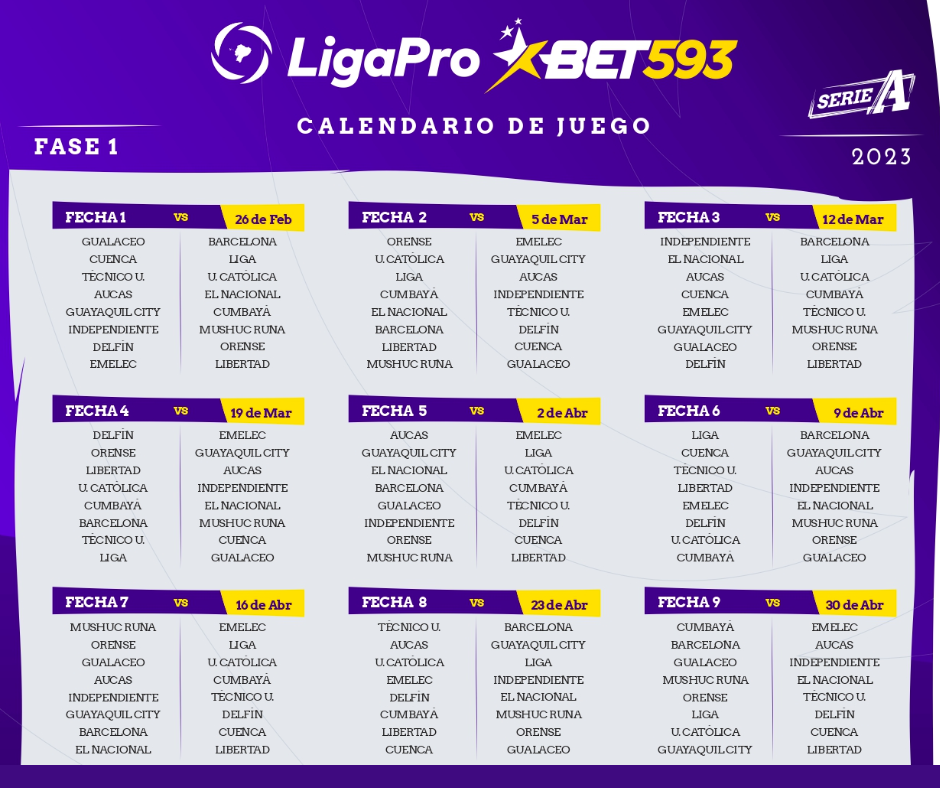 LigaPro BET593
SERIE A
CALENDARIO DE JUEGO
FASE 1
2023
FECHA 1 VS 26 de Feb
GUALACEO BARCELONA
CUENCA LIGA
TÉCNICO U. U. CATÓLICA
AUCAS EL NACIONAL
GUAYAQUIL CITY CUMBAYÁ
INDEPENDIENTE MUSHUC RUNA
DELFÍN ORENSE
EMELEC LIBERTAD
FECHA 2 VS 5 de Mar
ORENSE EMELEC
U. CATÓLICA GUAYAQUIL CITY
LIGA AUCAS
CUMBAYÁ INDEPENDIENTE
EL NACIONAL TÉCNICO U.
BARCELONA DELFÍN
LIBERTAD CUENCA
MUSHUC RUNA GUALACEO
FECHA 3 VS 12 de Mar
INDEPENDIENTE BARCELONA
EL NACIONAL LIGA
AUCAS U. CATÓLICA
CUENCA CUMBAYÁ
EMELEC TÉCNICO U.
GUAYAQUIL CITY MUSHUC RUNA
GUALACEO ORENSE
DELFÍN LIBERTAD
FECHA 4 VS 19 de Mar
DELFÍN EMELEC
ORENSE GUAYAQUIL CITY
LIBERTAD AUCAS
U. CATÓLICA INDEPENDIENTE
CUMBAYÁ EL NACIONAL
BARCELONA MUSHUC RUNA
TÉCNICO U. CUENCA
LIGA GUALACEO
FECHA 5 VS 2 de Abr
AUCAS EMELEC
GUAYAQUIL CITY LIGA
EL NACIONAL U. CATÓLICA
BARCELONA CUMBAYÁ
GUALACEO TÉCNICO U.
INDEPENDIENTE DELFÍN
ORENSE CUENCA
MUSHUC RUNA LIBERTAD
FECHA 6 VS 9 de Abr
LIGA BARCELONA
CUENCA GUAYAQUIL CITY
TÉCNICO U. AUCAS
LIBERTAD INDEPENDIENTE
EMELEC EL NACIONAL
DELFÍN MUSHUC RUNA
U. CATÓLICA ORENSE
CUMBAYÁ GUALACEO
FECHA 7 VS 16 de Abr
MUSHUC RUNA EMELEC
ORENSE LIGA
GUALACEO U. CATÓLICA
AUCAS CUMBAYÁ
INDEPENDIENTE TÉCNICO U.
GUAYAQUIL CITY DELFÍN
BARCELONA CUENCA
EL NACIONAL LIBERTAD
FECHA 8 VS 23 de Abr
TÉCNICO U. BARCELONA
AUCAS GUAYAQUIL CITY
U. CATÓLICA LIGA
EMELEC INDEPENDIENTE
DELFÍN EL NACIONAL
CUMBAYÁ MUSHUC RUNA
LIBERTAD ORENSE
CUENCA GUALACEO
FECHA 9 VS 30 de Abr
CUMBAYÁ EMELEC
BARCELONA AUCAS
GUALACEO INDEPENDIENTE
MUSHUC RUNA EL NACIONAL
ORENSE TÉCNICO U.
LIGA DELFÍN
U. CATÓLICA CUENCA
GUAYAQUIL CITY LIBERTAD